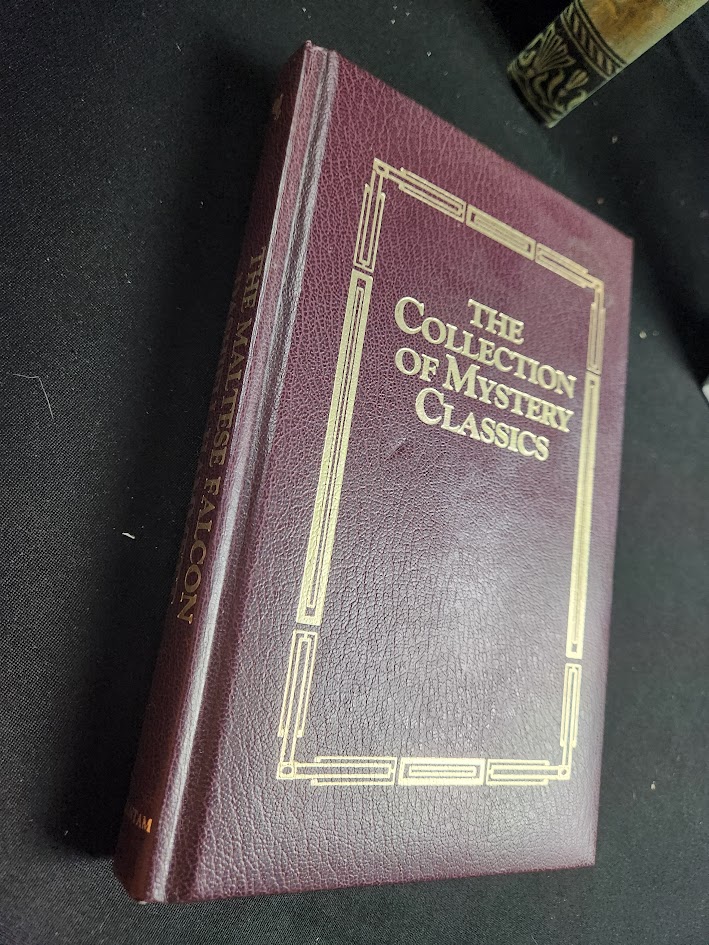 THE
COLLECTION
OF MYSTERY
CLASSICS
THE MALTESE FALCON